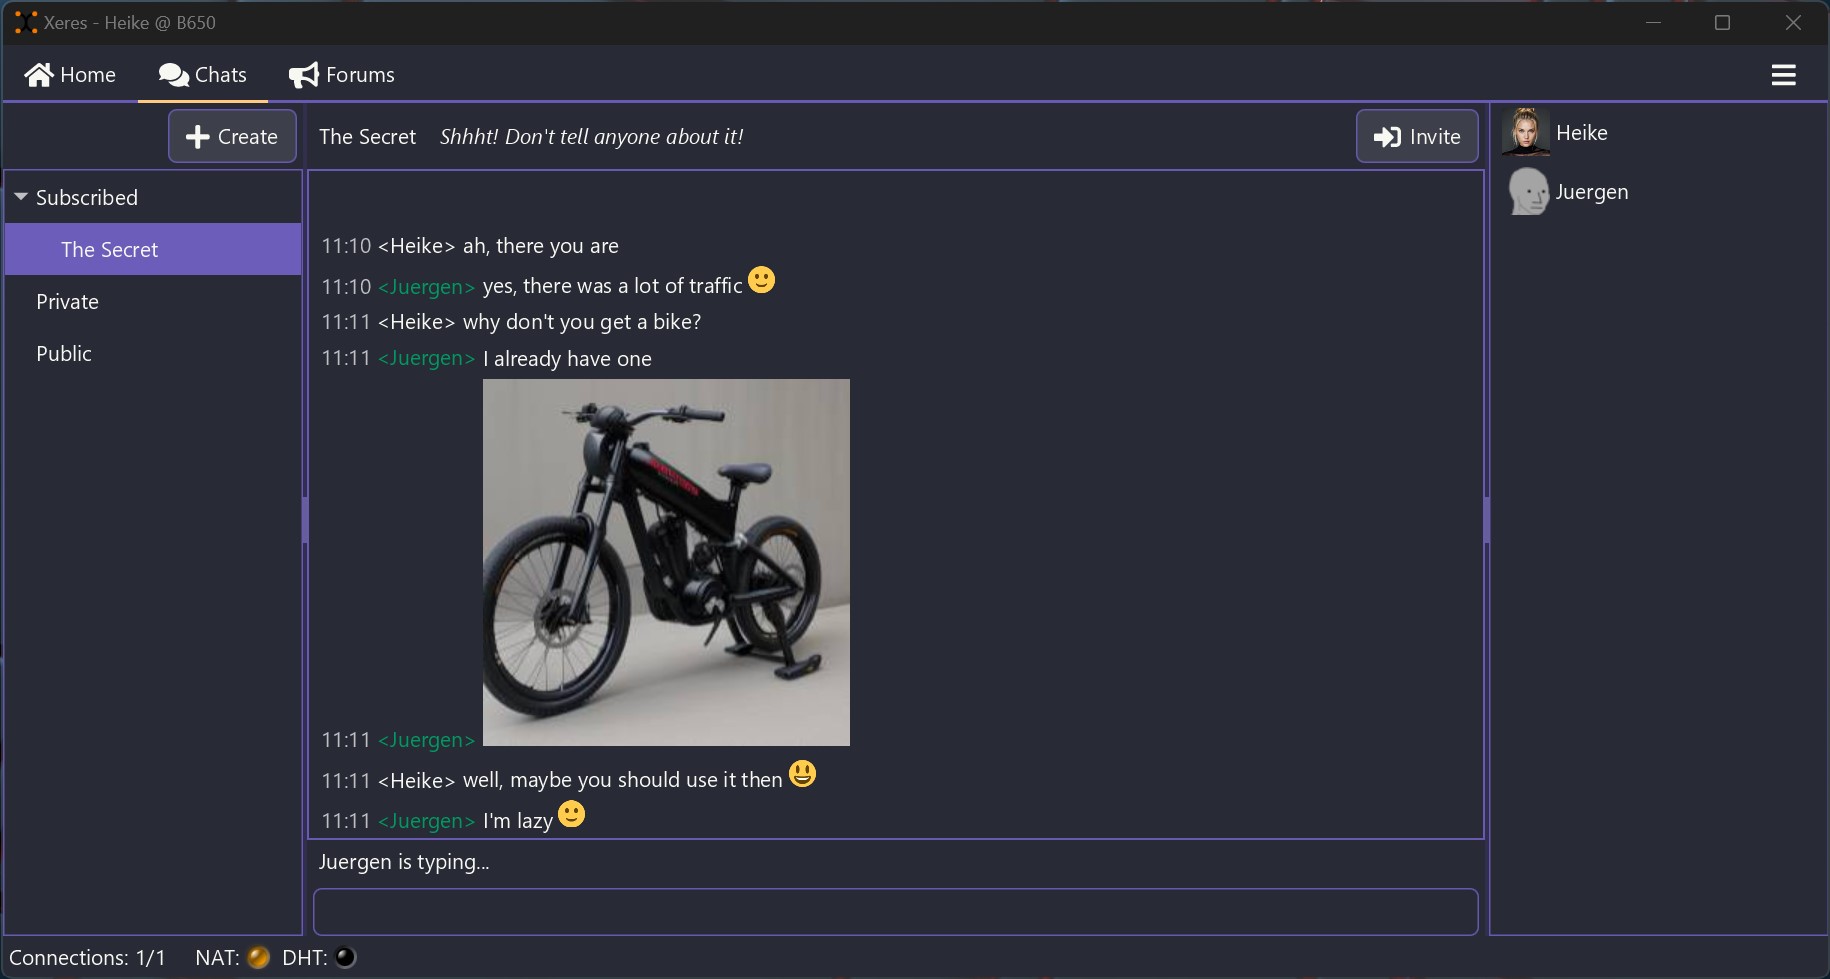 Xeres - Heike @ B650
Home
Chats
Forums
Create
The Secret
Shhht! Don't tell anyone about it!
Invite
Subscribed
The Secret
Private
Public
11:10 <Heike> ah, there you are
11:10 <Juergen> yes, there was a lot of traffic
11:11 <Heike> why don't you get a bike?
11:11 <Juergen> I already have one
11:11 <Juergen>
11:11 <Heike> well, maybe you should use it then
11:11 <Juergen> I'm lazy
Juergen is typing...
Heike
Juergen
Connections: 1/1
NAT:
DHT: